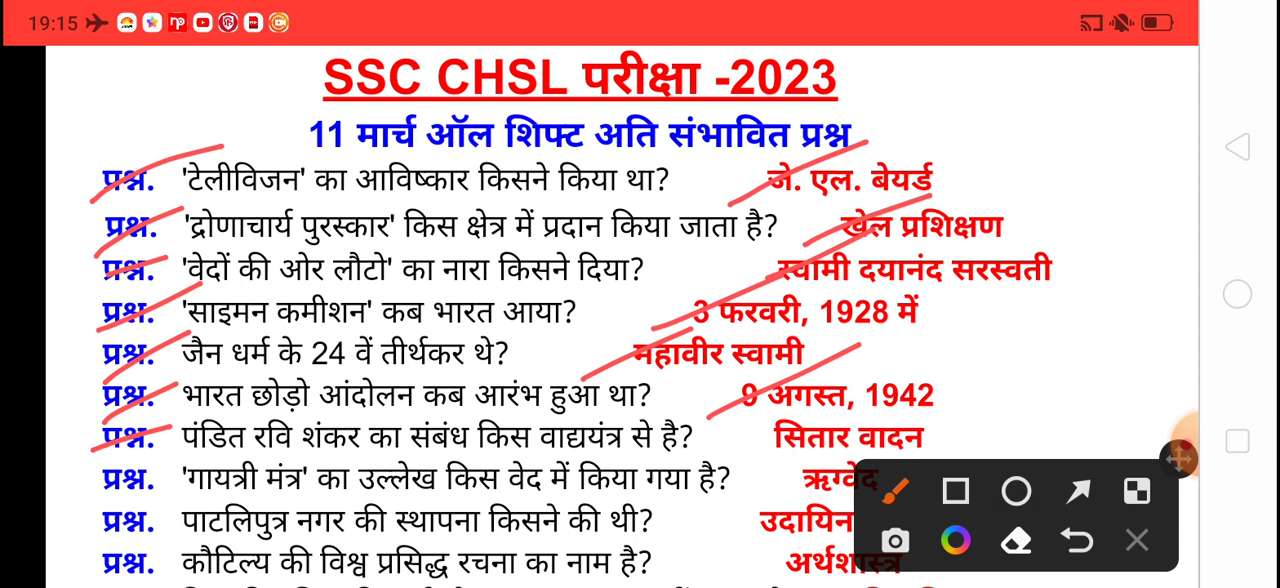 19:15
SSC CHSL परीक्षा -2023
11 मार्च ऑल शिफ्ट अति संभावित प्रश्न
प्रश्न. 'टेलीविजन' का आविष्कार किसने किया था? जे. एल. बेयर्ड
प्रश्न. 'द्रोणाचार्य पुरस्कार' किस क्षेत्र में प्रदान किया जाता है? खेल प्रशिक्षण
प्रश्न. 'वेदों की ओर लौटो' का नारा किसने दिया? स्वामी दयानंद सरस्वती
प्रश्न. 'साइमन कमीशन' कब भारत आया? 3 फरवरी, 1928 में
प्रश्न. जैन धर्म के 24 वें तीर्थकर थे? महावीर स्वामी
प्रश्न. भारत छोड़ो आंदोलन कब आरंभ हुआ था? 9 अगस्त, 1942
प्रश्न. पंडित रवि शंकर का संबंध किस वाद्ययंत्र से है? सितार वादन
प्रश्न. 'गायत्री मंत्र' का उल्लेख किस वेद में किया गया है? ऋग्वेद
प्रश्न. पाटलिपुत्र नगर की स्थापना किसने की थी? उदायिन
प्रश्न. कौटिल्य की विश्व प्रसिद्ध रचना का नाम है? अर्थशास्त्र